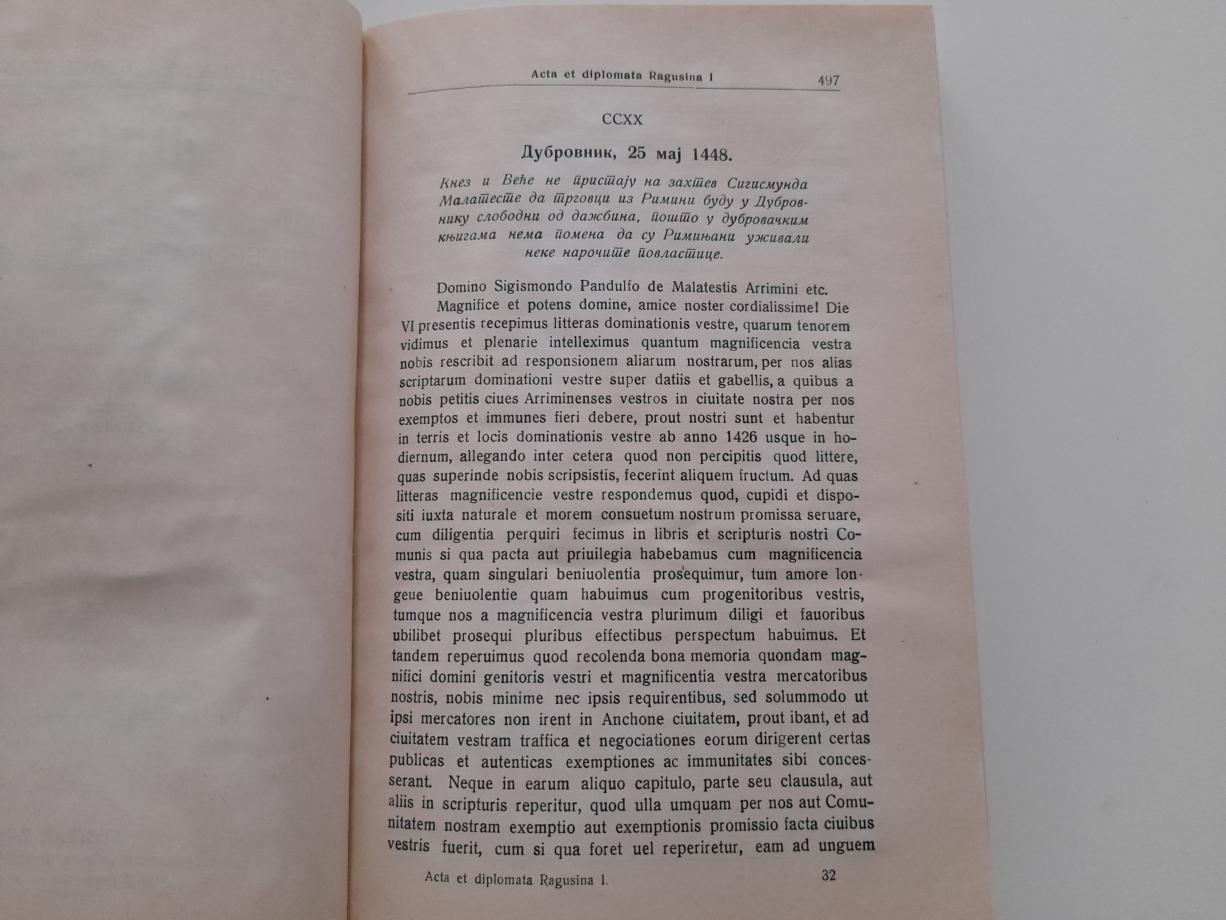 Acta et diplomata Ragusina I
497
CCXX
Дубровник, 25 мај 1448.
Кнез и Веће не пристају на захтев Сигисмунда
Малатесте да трговци из Римини буду у Дубров-
нику слободни од дажбина, пошто у дубровачким
књигама нема помена да су Римињани уживали
неке нарочите повластице.
Domino Sigismondo Pandulfo de Malatestis Arrimini etc.
Magnifice et potens domine, amice noster cordialissime! Die
VI presentis recepimus litteras dominationis vestre, quarum tenorem
vidimus et plenarie intelleximus quantum magnificencia vestra
nobis rescribit ad responsionem aliarum nostrarum, per nos alias
scriptarum dominationi vestre super datiis et gabellis, a quibus a
nobis petitis ciues Arriminenses vestros in ciuitate nostra per nos
exemptos et immunes fieri debere, prout nostri sunt et habentur
in terris et locis dominationis vestre ab anno 1426 usque in ho-
diernum, allegando inter cetera quod non percipitis quod littere,
quas superinde nobis scripsistis, fecerint aliquem fructum. Ad quas
litteras magnificencie vestre respondemus quod, cupidi et dispo-
siti iuxta naturale et morem consuetum nostrum promissa seruare,
cum diligentia perquiri fecimus in libris et scripturis nostri Co-
munis si qua pacta aut priuilegia habebamus cum magnificencia
vestra, quam singulari beniuolentia prosequimur, tum amore lon-
geue beniuolentie quam habuimus cum progenitoribus vestris,
tumque nos a magnificencia vestra plurimum diligi et fauoribus
ubilibet prosequi pluribus effectibus perspectum habuimus. Et
tandem reperuimus quod recolenda bona memoria quondam mag-
nifici domini genitoris vestri et magnificentia vestra mercatoribus
nostris, nobis minime nec ipsis requirentibus, sed solummodo ut
ipsi mercatores non irent in Anchone ciuitatem, prout ibant, et ad
ciuitatem vestram traffica et negociationes eorum dirigerent certas
publicas et autenticas exemptiones ac immunitates sibi conces-
serant. Neque in earum aliquo capitulo, parte seu clausula, aut
aliis in scripturis reperitur, quod ulla umquam per nos aut Comu-
nitatem nostram exemptio aut exemptionis promissio facta ciuibus
vestris fuerit, cum si qua foret uel reperiretur, eam ad unguem
Acta et diplomata Ragusina I.
32